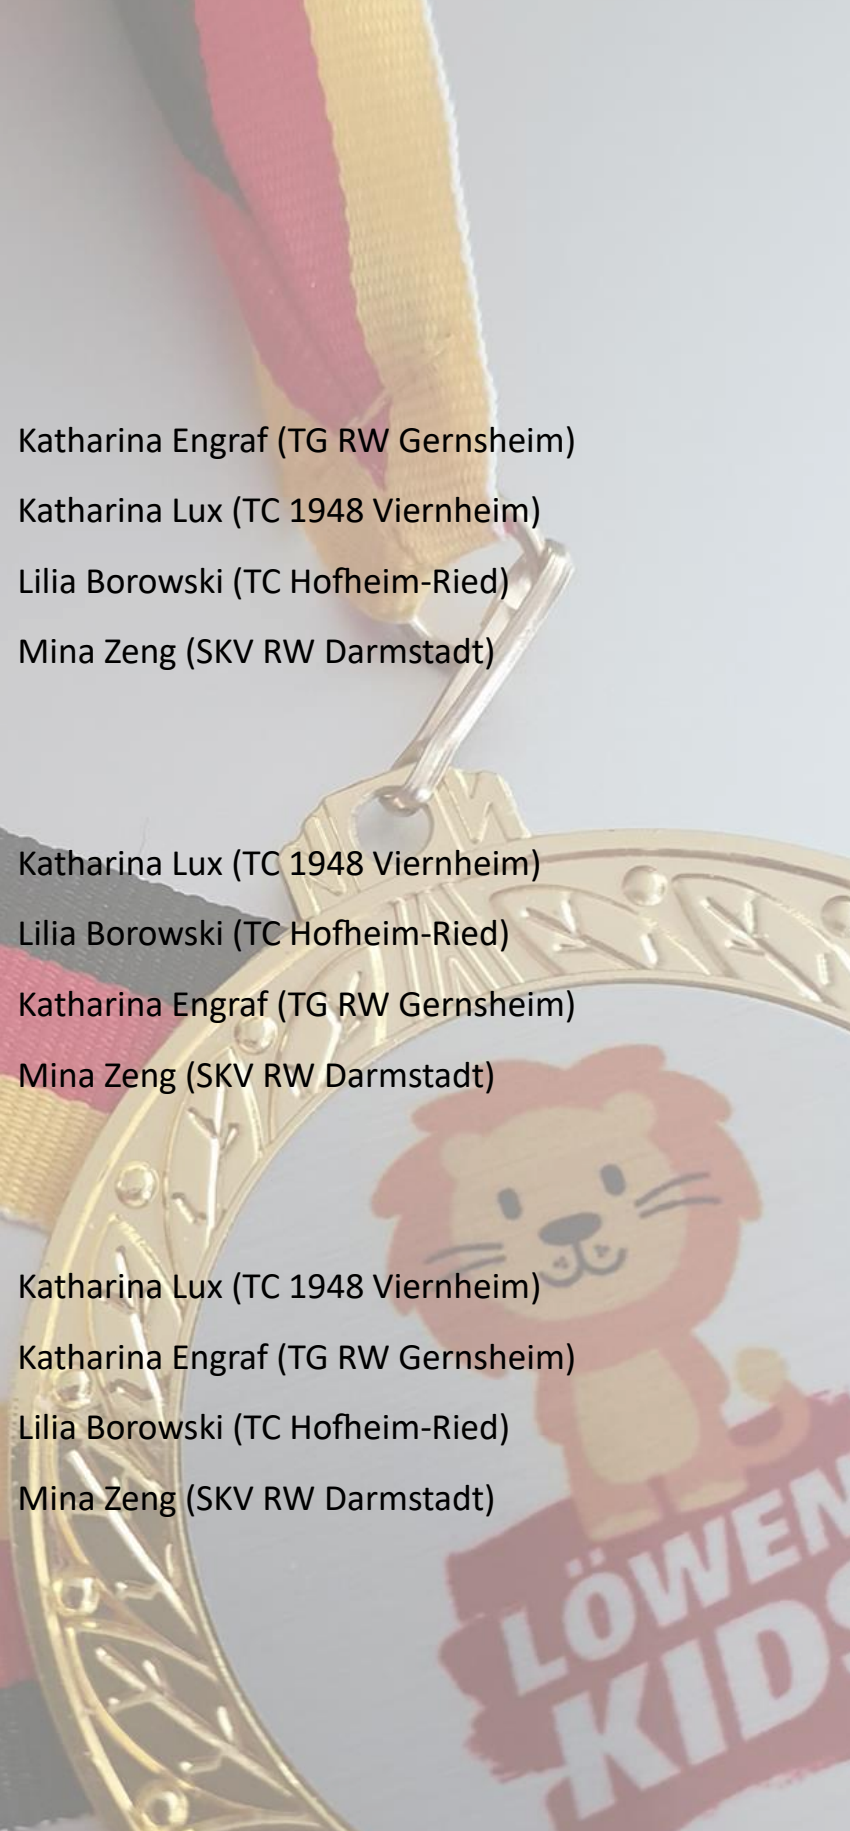 Katharina Engraf (TG RW Gernsheim)
Katharina Lux (TC 1948 Viernheim)
Lilia Borowski (TC Hofheim-Ried)
Mina Zeng (SKV RW Darmstadt)
Katharina Lux (TC 1948 Viernheim)
Lilia Borowski (TC Hofheim-Ried)
Katharina Engraf (TG RW Gernsheim)
Mina Zeng (SKV RW Darmstadt)
Katharina Lux (TC 1948 Viernheim)
Katharina Engraf (TG RW Gernsheim)
Lilia Borowski (TC Hofheim-Ried)
Mina Zeng (SKV RW Darmstadt)
LÖWEN
KIDS